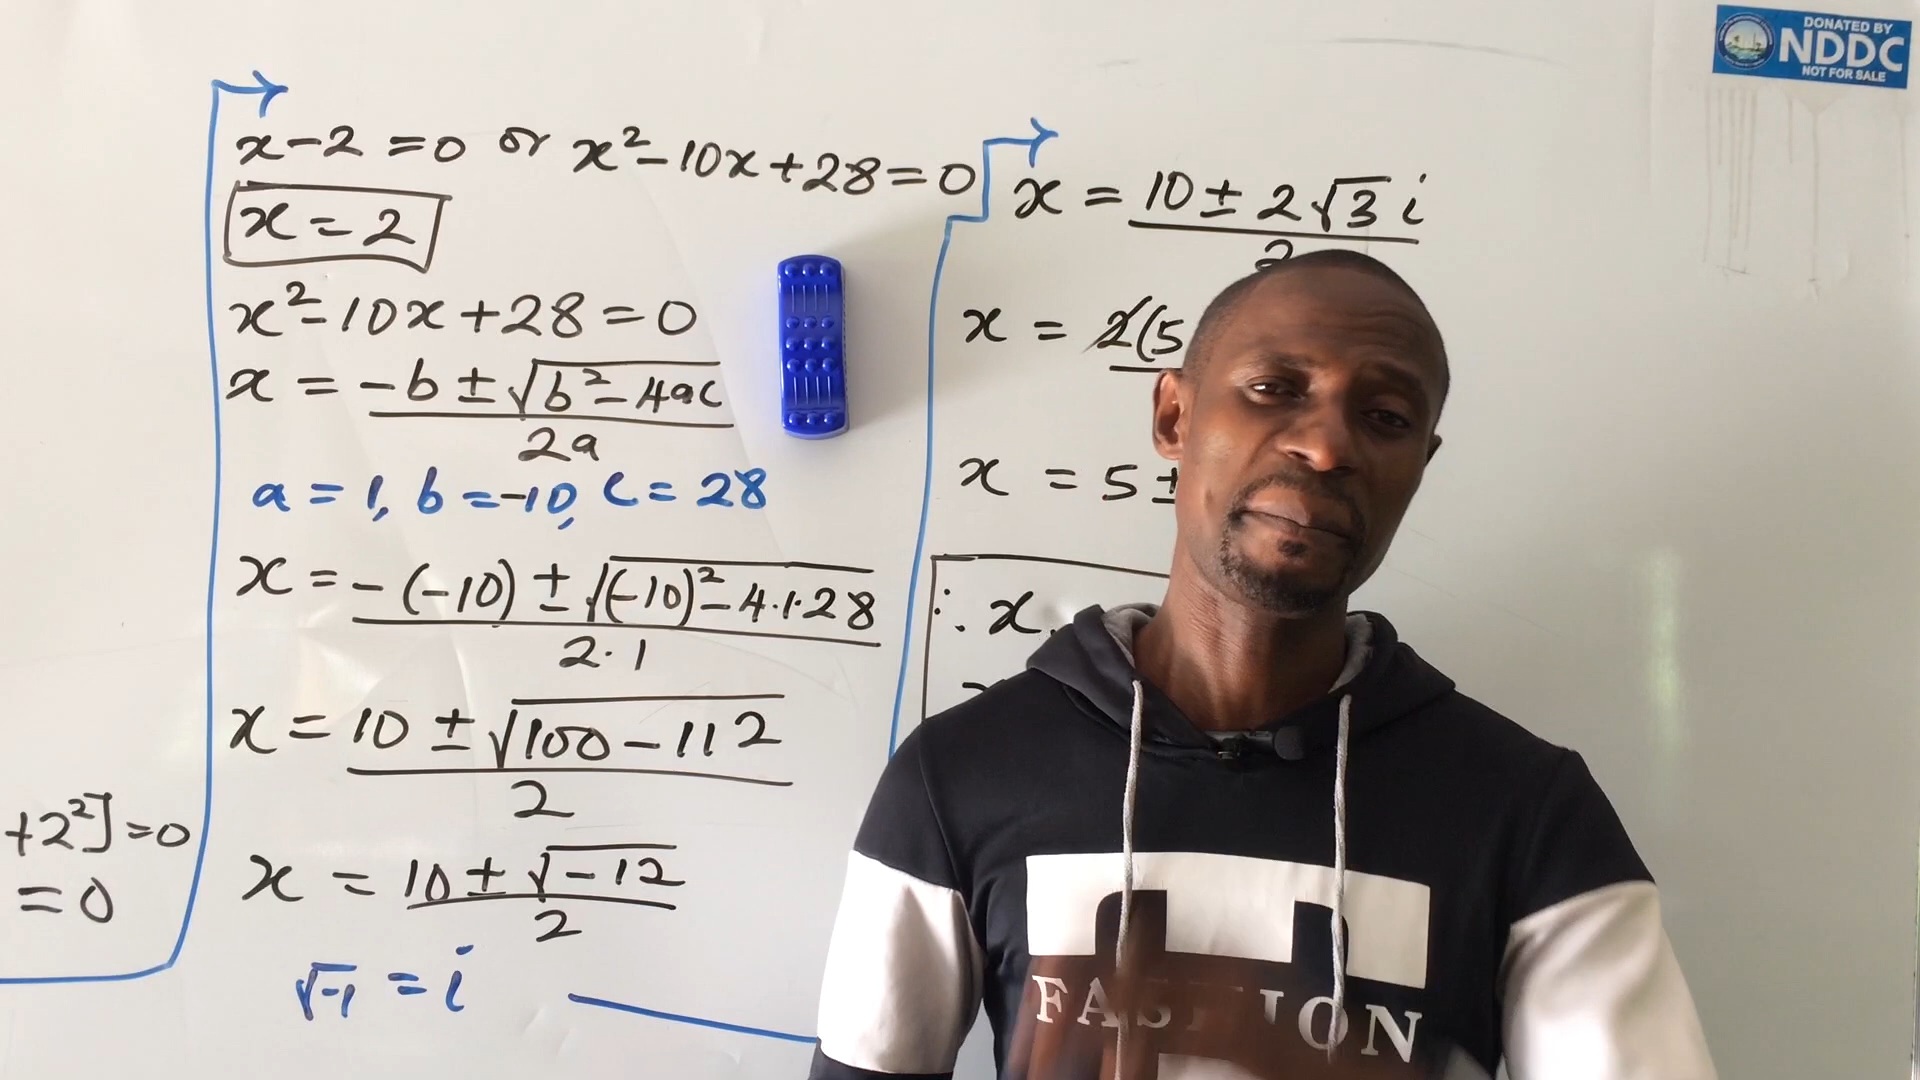 x-2=0 or x²-10x+28=0
x=2
x²-10x+28=0
x = -b±√b²-4ac
2a
a=1, b=-10, c=28
x = -(-10)±√(-10)²-4.1.28
2.1
x = 10±√100-112
2
x = 10±√-12
2
√-1 = i
+2²]=0
=0
x = 10±2√3 i
2
x = 2(5
x = 5±
∴ x
DONATED BY
NDDC
NOT FOR SALE
FASHION